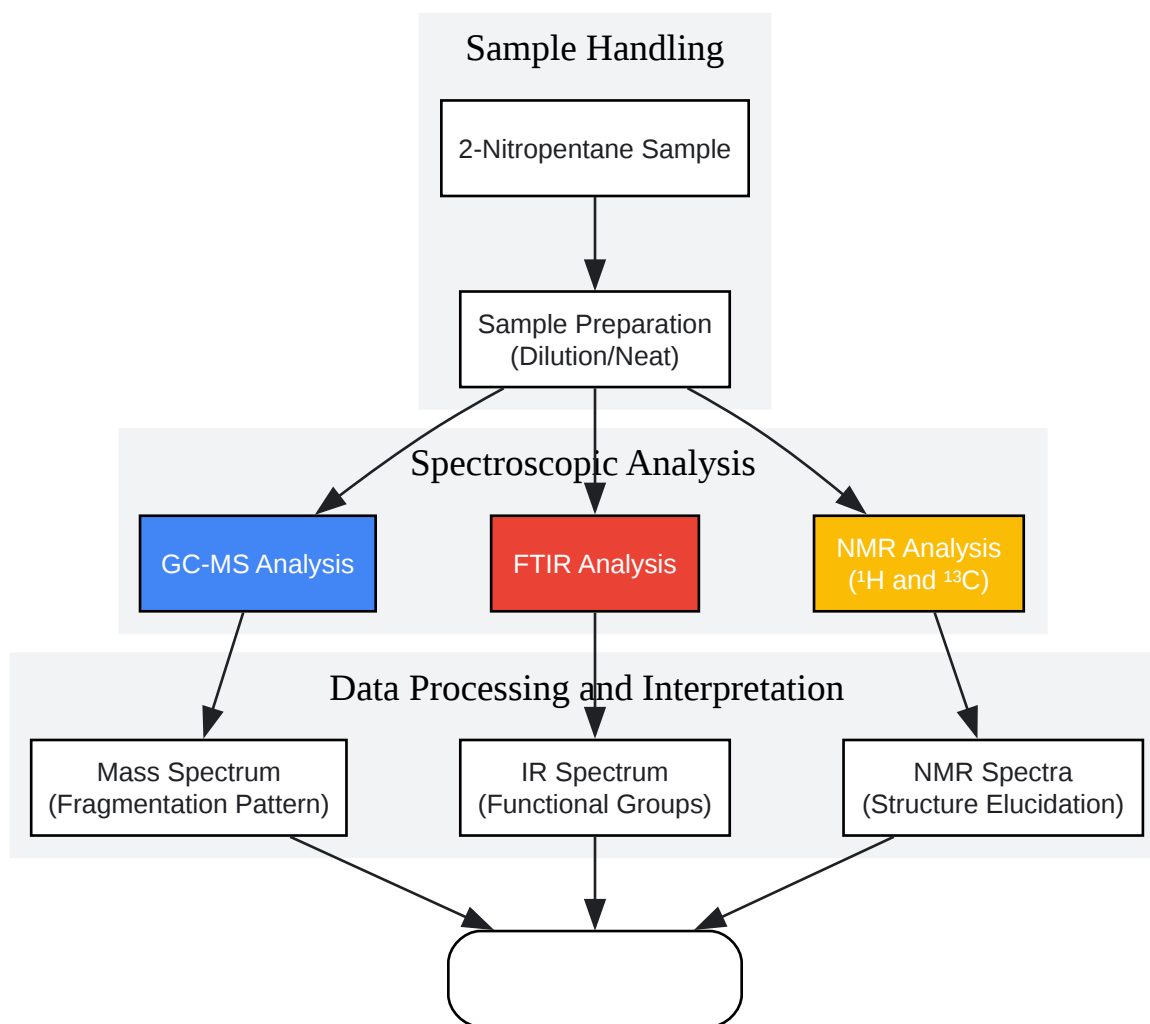 Sample Handling
2-Nitropentane Sample
Sample Preparation
(Dilution/Neat)
Spectroscopic Analysis
GC-MS Analysis
FTIR Analysis
NMR Analysis
(¹H and ¹³C)
Data Processing and Interpretation
Mass Spectrum
(Fragmentation Pattern)
IR Spectrum
(Functional Groups)
NMR Spectra
(Structure Elucidation)